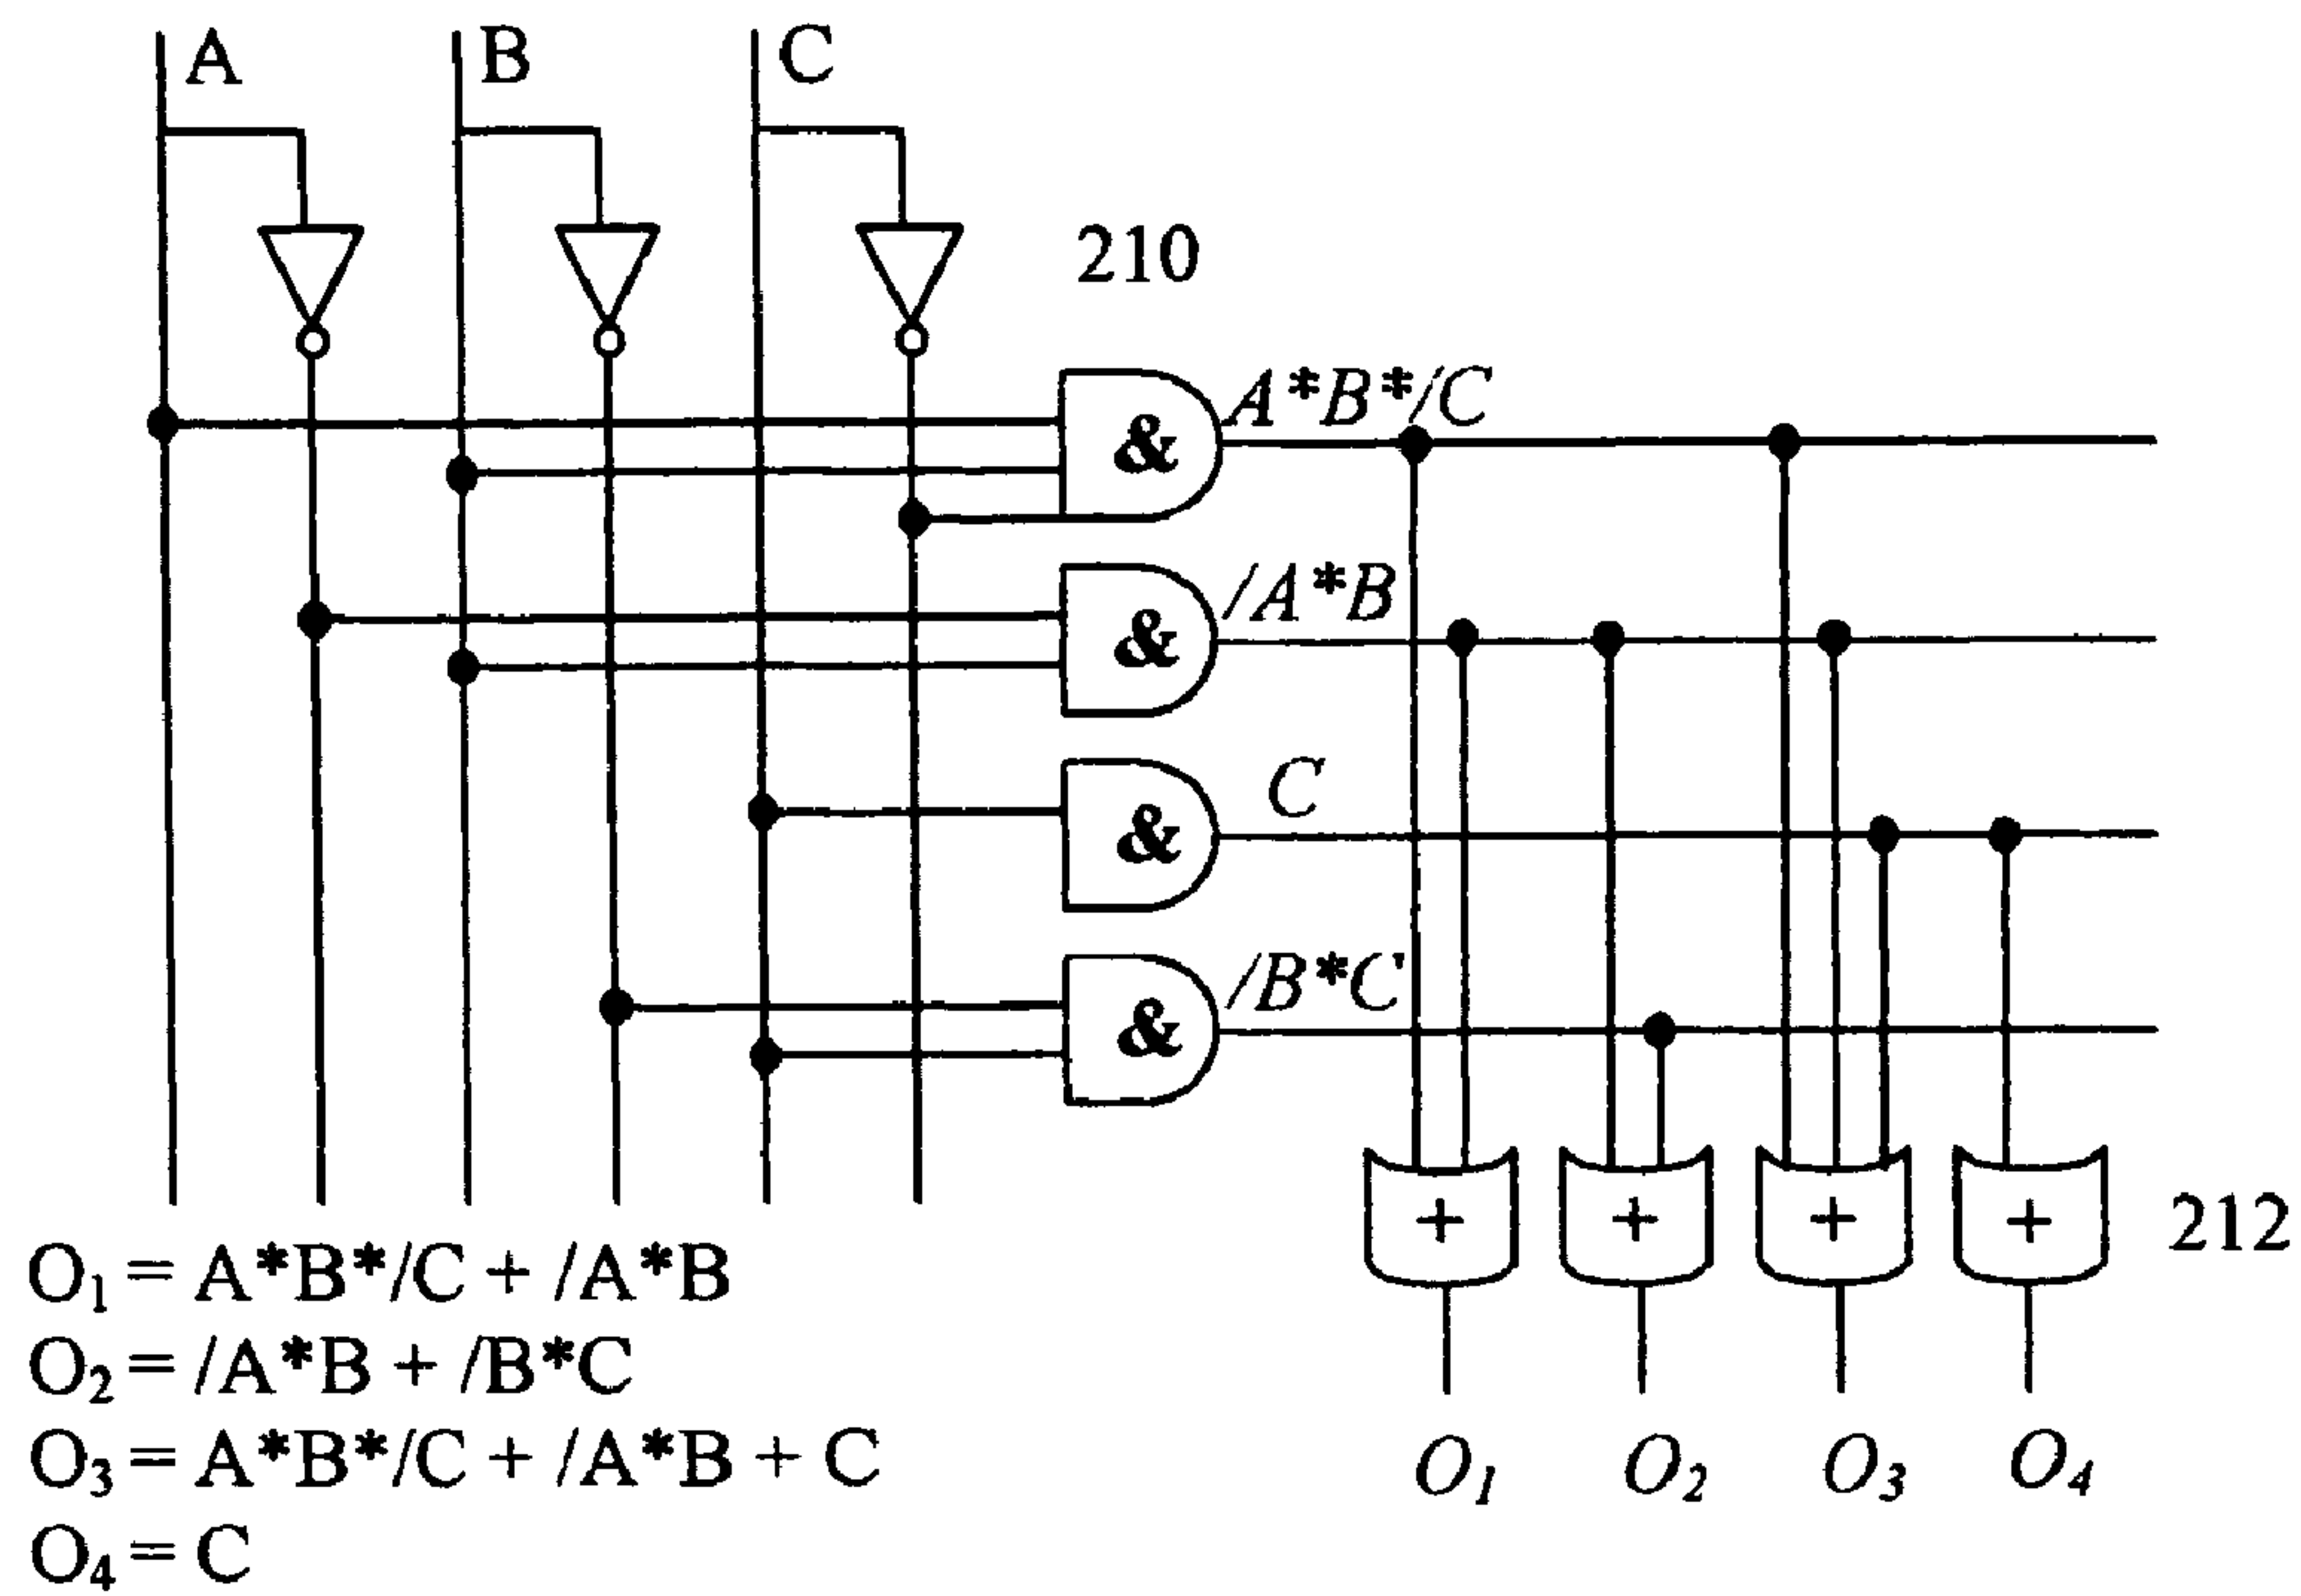 A B C
210
A*B*/C
&
/A*B
&
C
&
/B*C
&
+ + + +
212
O₁ = A*B*/C + /A*B
O₂ = /A*B + /B*C
O₃ = A*B*/C + /A*B + C
O₄ = C
O₁ O₂ O₃ O₄